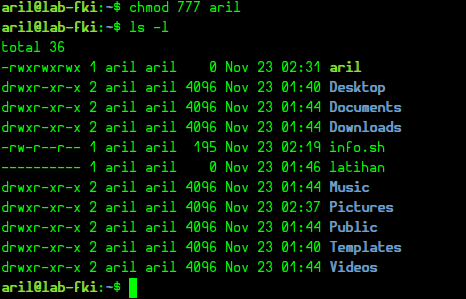 aril@lab-fki:~$ chmod 777 aril
aril@lab-fki:~$ ls -l
total 36
-rwxrwxrwx 1 aril aril    0 Nov 23 02:31 aril
drwxr-xr-x 2 aril aril 4096 Nov 23 01:40 Desktop
drwxr-xr-x 2 aril aril 4096 Nov 23 01:44 Documents
drwxr-xr-x 2 aril aril 4096 Nov 23 01:44 Downloads
-rw-r--r-- 1 aril aril  195 Nov 23 02:19 info.sh
---------- 1 aril aril    0 Nov 23 01:46 latihan
drwxr-xr-x 2 aril aril 4096 Nov 23 01:44 Music
drwxr-xr-x 2 aril aril 4096 Nov 23 02:37 Pictures
drwxr-xr-x 2 aril aril 4096 Nov 23 01:44 Public
drwxr-xr-x 2 aril aril 4096 Nov 23 01:40 Templates
drwxr-xr-x 2 aril aril 4096 Nov 23 01:44 Videos
aril@lab-fki:~$